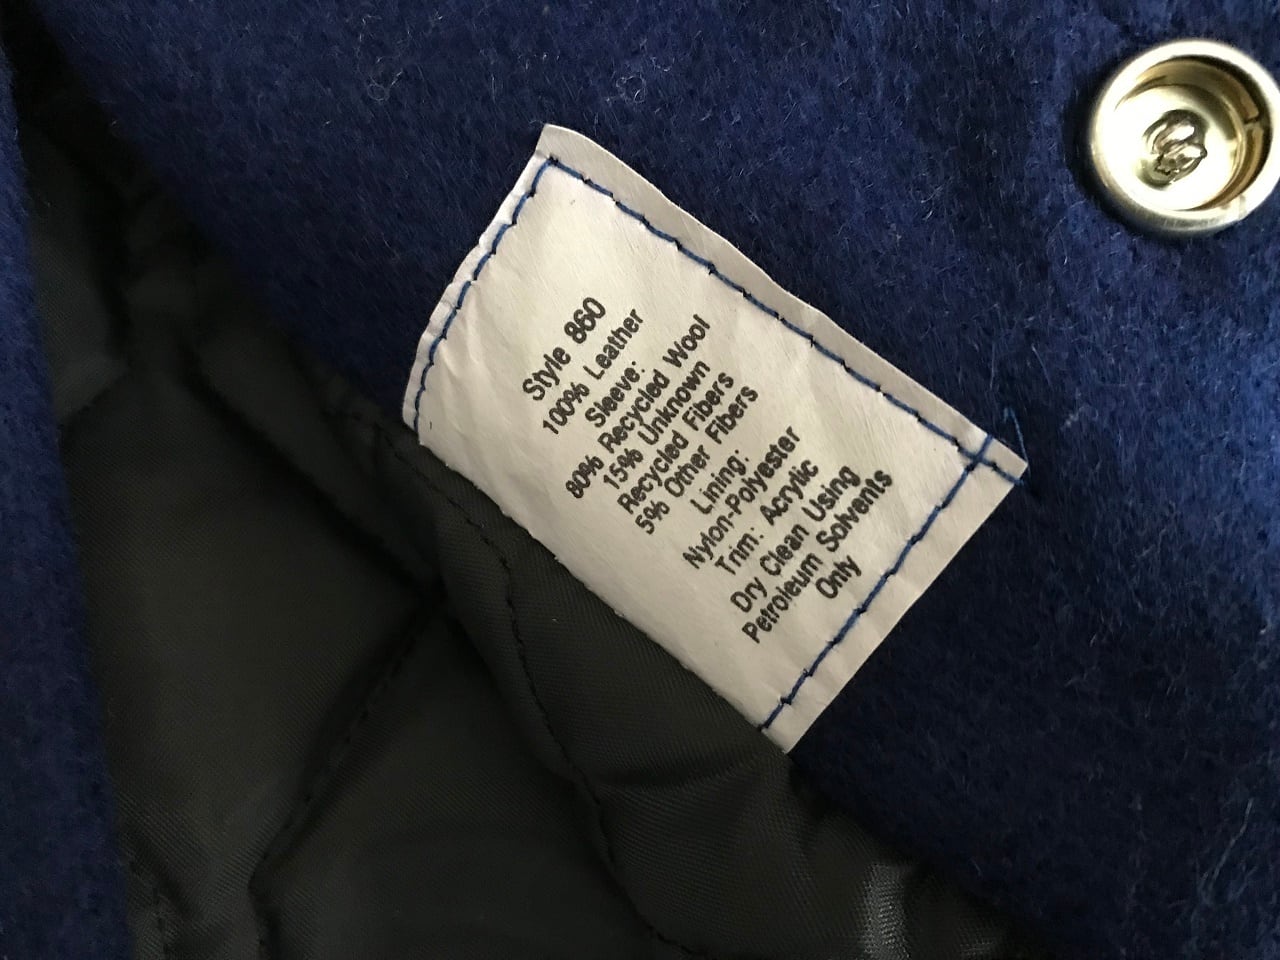 Style 860
100% Leather
Sleeve:
80% Recycled Wool
15% Unknown
Recycled Fibers
5% Other Fibers
Lining:
Nylon-Polyester
Trim: Acrylic
Dry Clean Using
Petroleum Solvents
Only